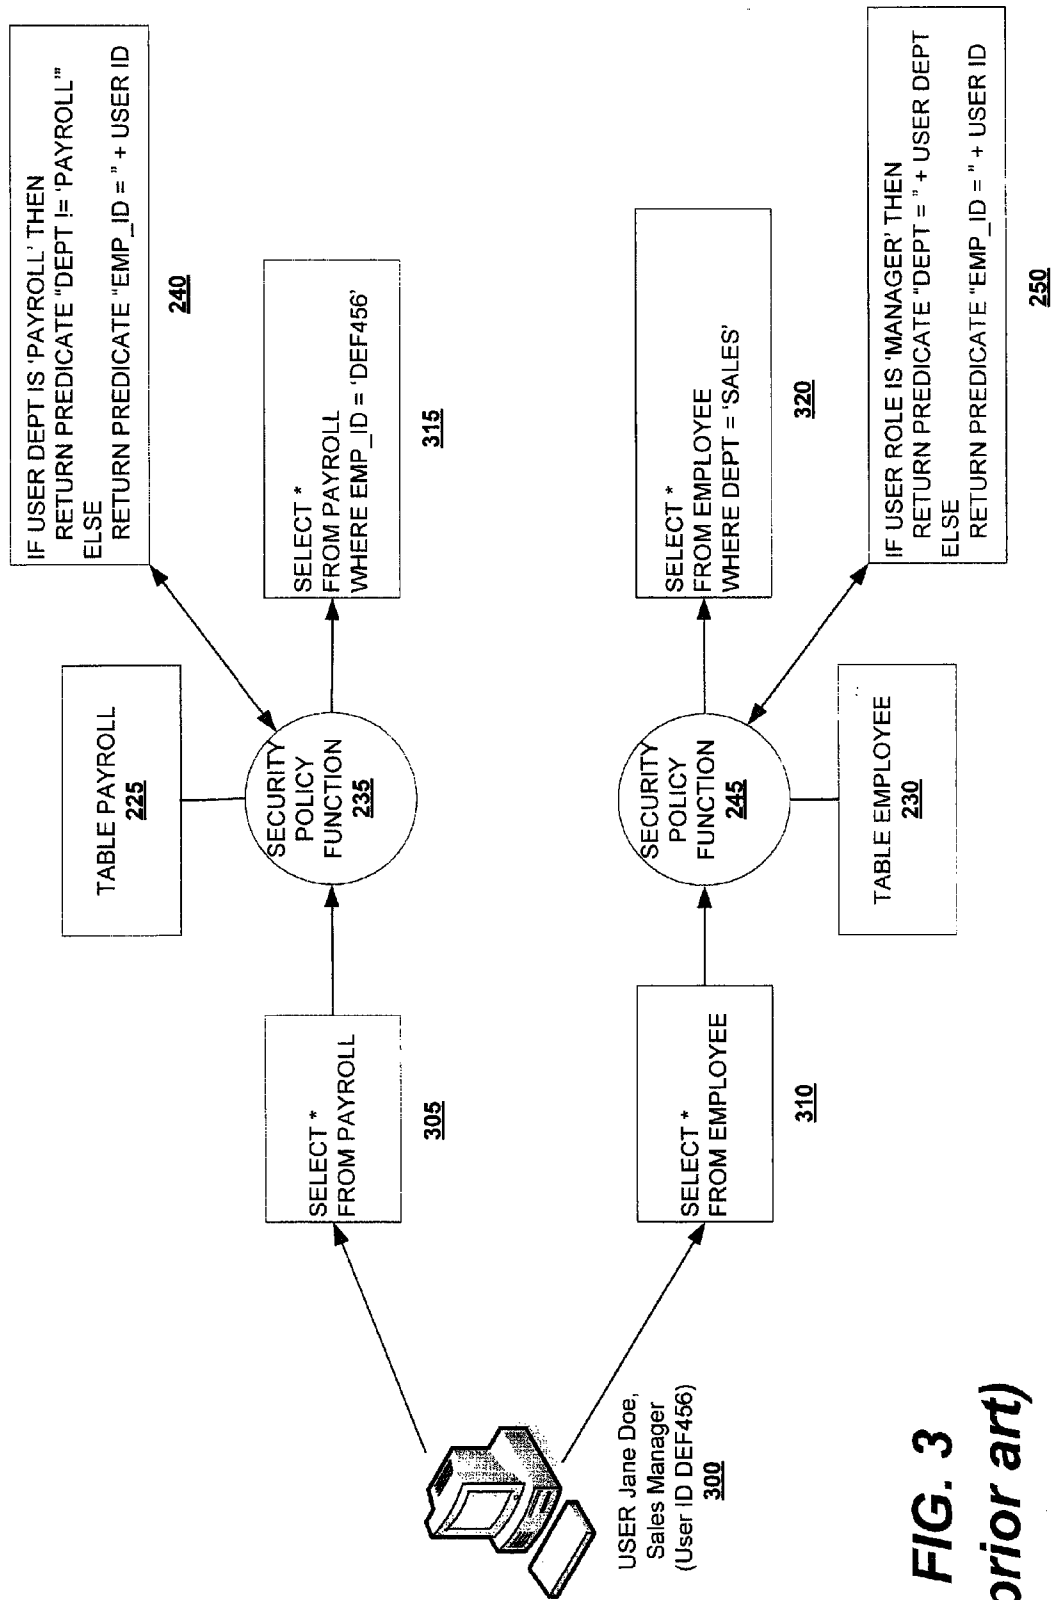 IF USER DEPT IS 'PAYROLL' THEN
RETURN PREDICATE "DEPT != 'PAYROLL'"
ELSE
RETURN PREDICATE "EMP_ID = " + USER ID
240
TABLE PAYROLL
225
SECURITY
POLICY
FUNCTION
235
SELECT *
FROM PAYROLL
305
SELECT *
FROM PAYROLL
WHERE EMP_ID = 'DEF456'
315
USER Jane Doe,
Sales Manager
(User ID DEF456)
300
SELECT *
FROM EMPLOYEE
310
SECURITY
POLICY
FUNCTION
245
SELECT *
FROM EMPLOYEE
WHERE DEPT = 'SALES'
320
TABLE EMPLOYEE
230
IF USER ROLE IS 'MANAGER' THEN
RETURN PREDICATE "DEPT = " + USER DEPT
ELSE
RETURN PREDICATE "EMP_ID = " + USER ID
250
FIG. 3
prior art)